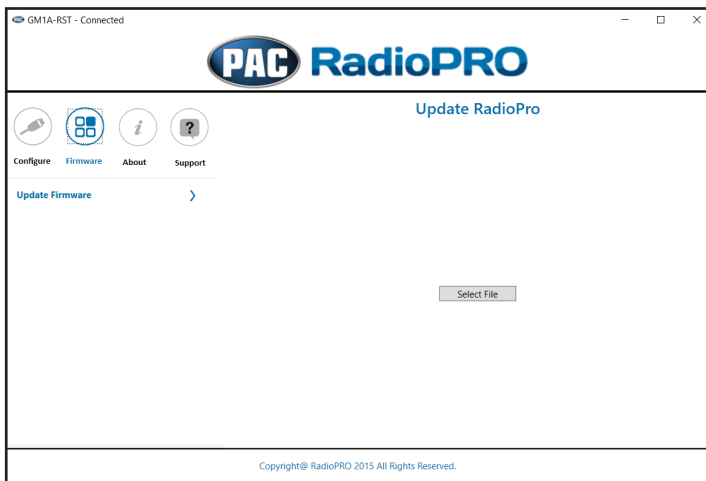 GM1A-RST - Connected
PAC RadioPRO
Configure Firmware About Support
Update Firmware
Update RadioPro
Select File
Copyright@ RadioPRO 2015 All Rights Reserved.